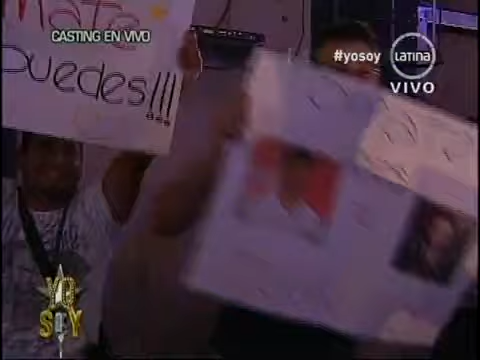 Mate
CASTING EN VIVO
puedes!!!
#yosoy
LATINA
VIVO
YO
SOY